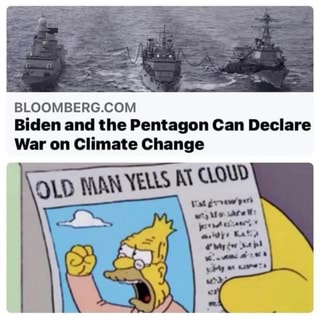 BLOOMBERG.COM
Biden and the Pentagon Can Declare
War on Climate Change
OLD MAN YELLS AT CLOUD